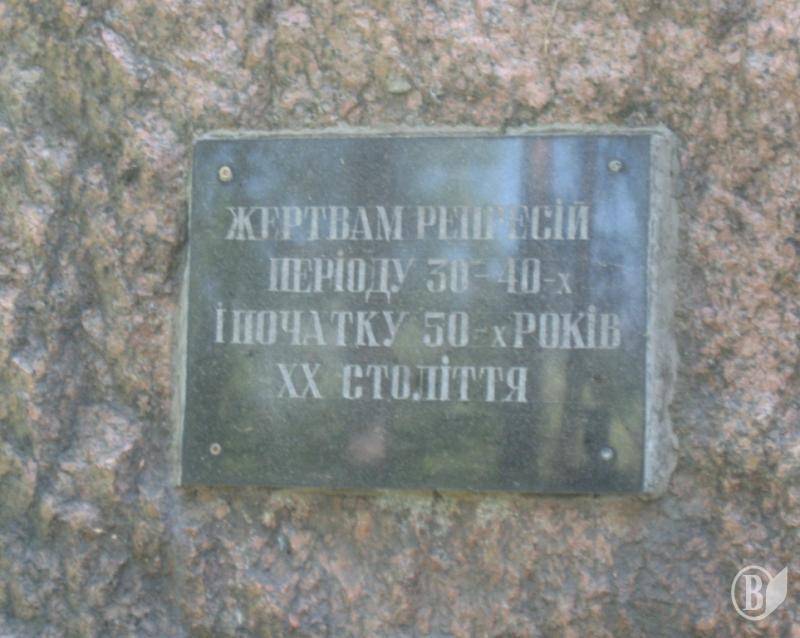 ЖЕРТВАМ РЕПРЕСІЙ
ПЕРІОДУ 30-40-х
І ПОЧАТКУ 50-х РОКІВ
ХХ СТОЛІТТЯ
В